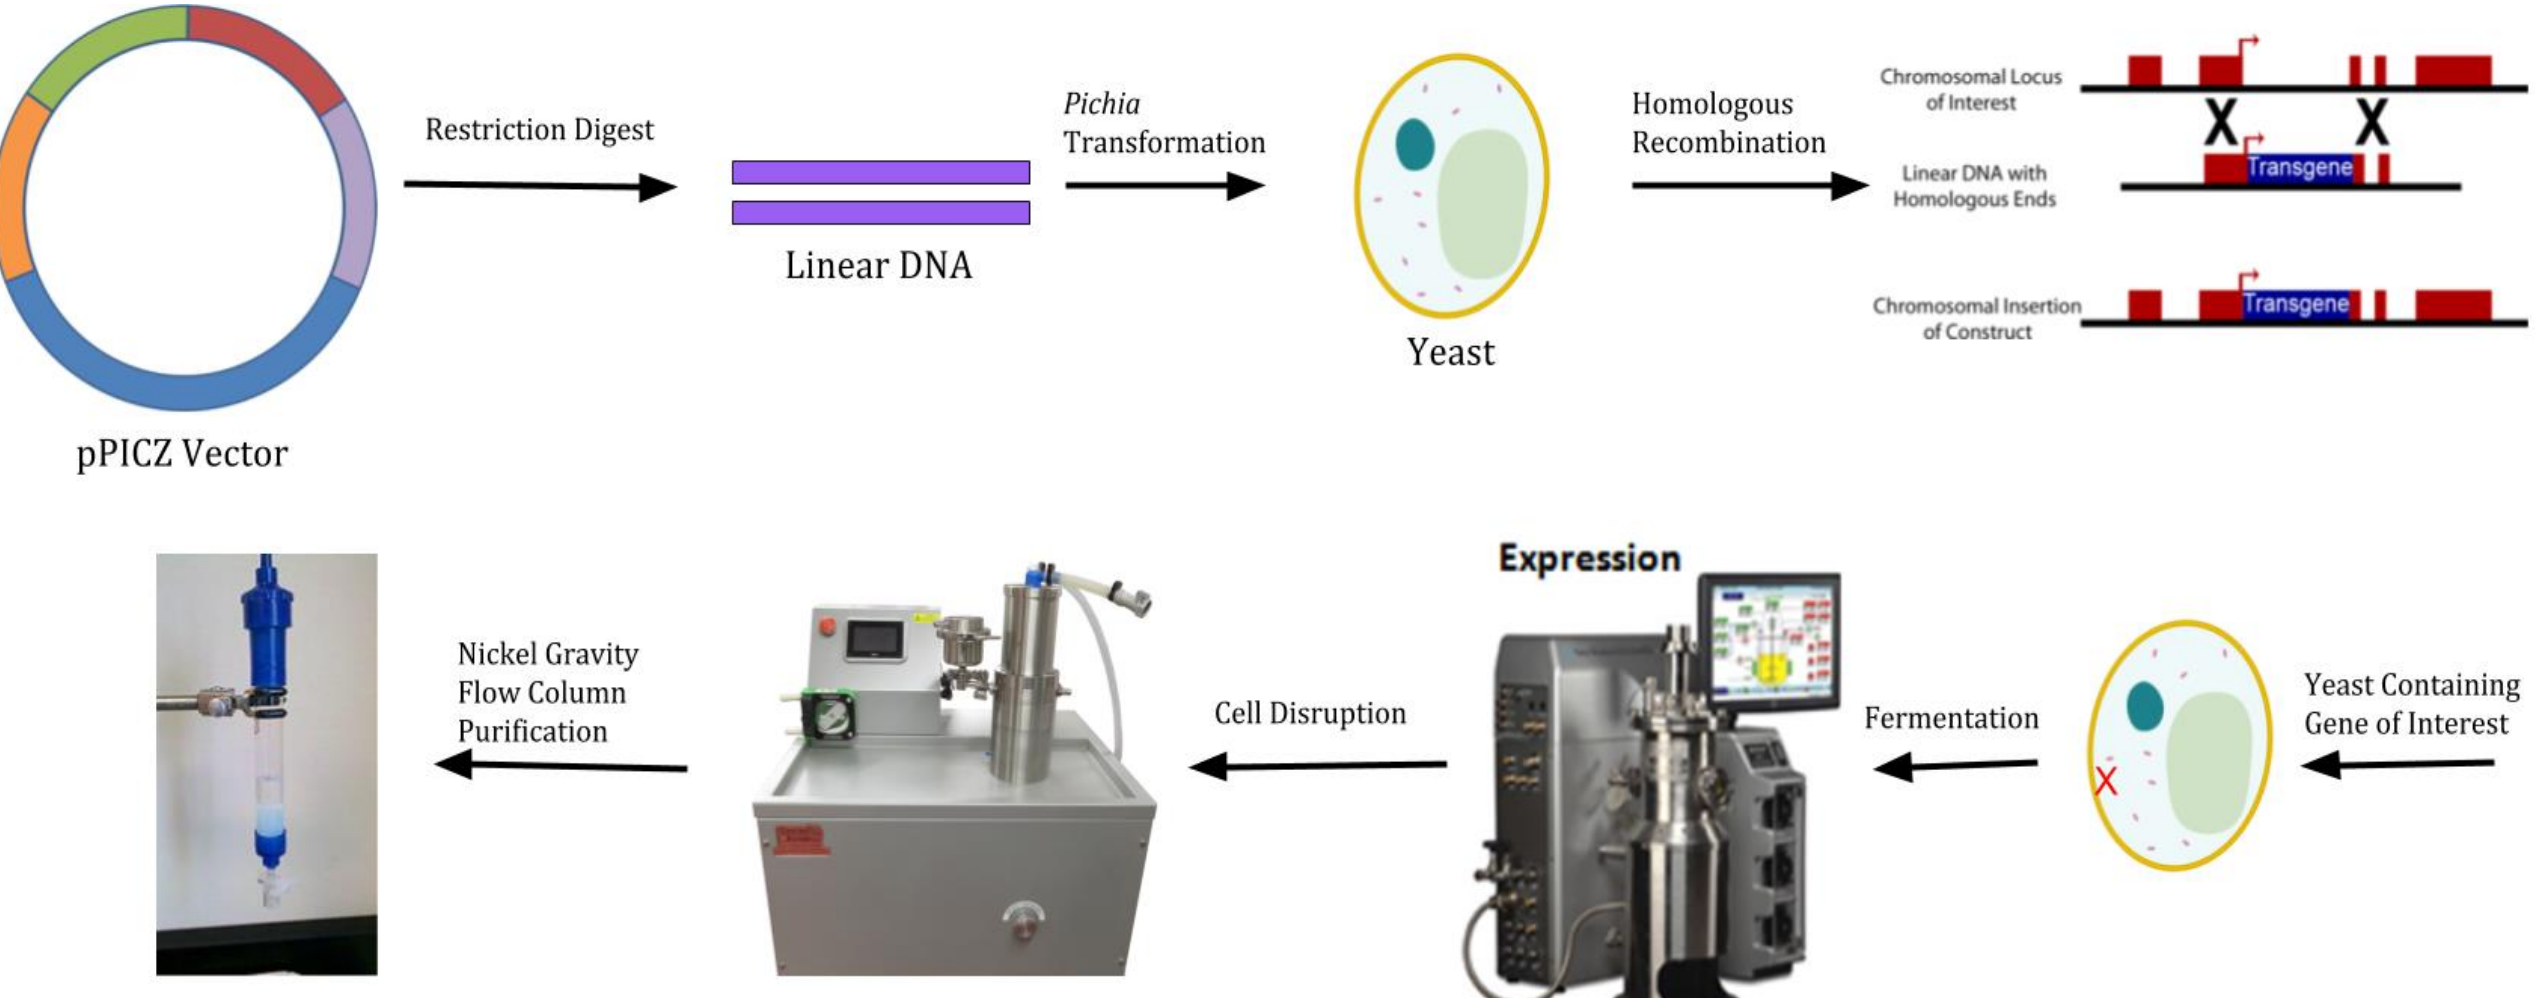 Restriction Digest
Pichia
Transformation
Homologous
Recombination
Chromosomal Locus
of Interest
Linear DNA with
Homologous Ends
Transgene
Chromosomal Insertion
of Construct
Transgene
X X
Linear DNA
Yeast
pPICZ Vector
Expression
Nickel Gravity
Flow Column
Purification
Cell Disruption
Fermentation
Yeast Containing
Gene of Interest
X